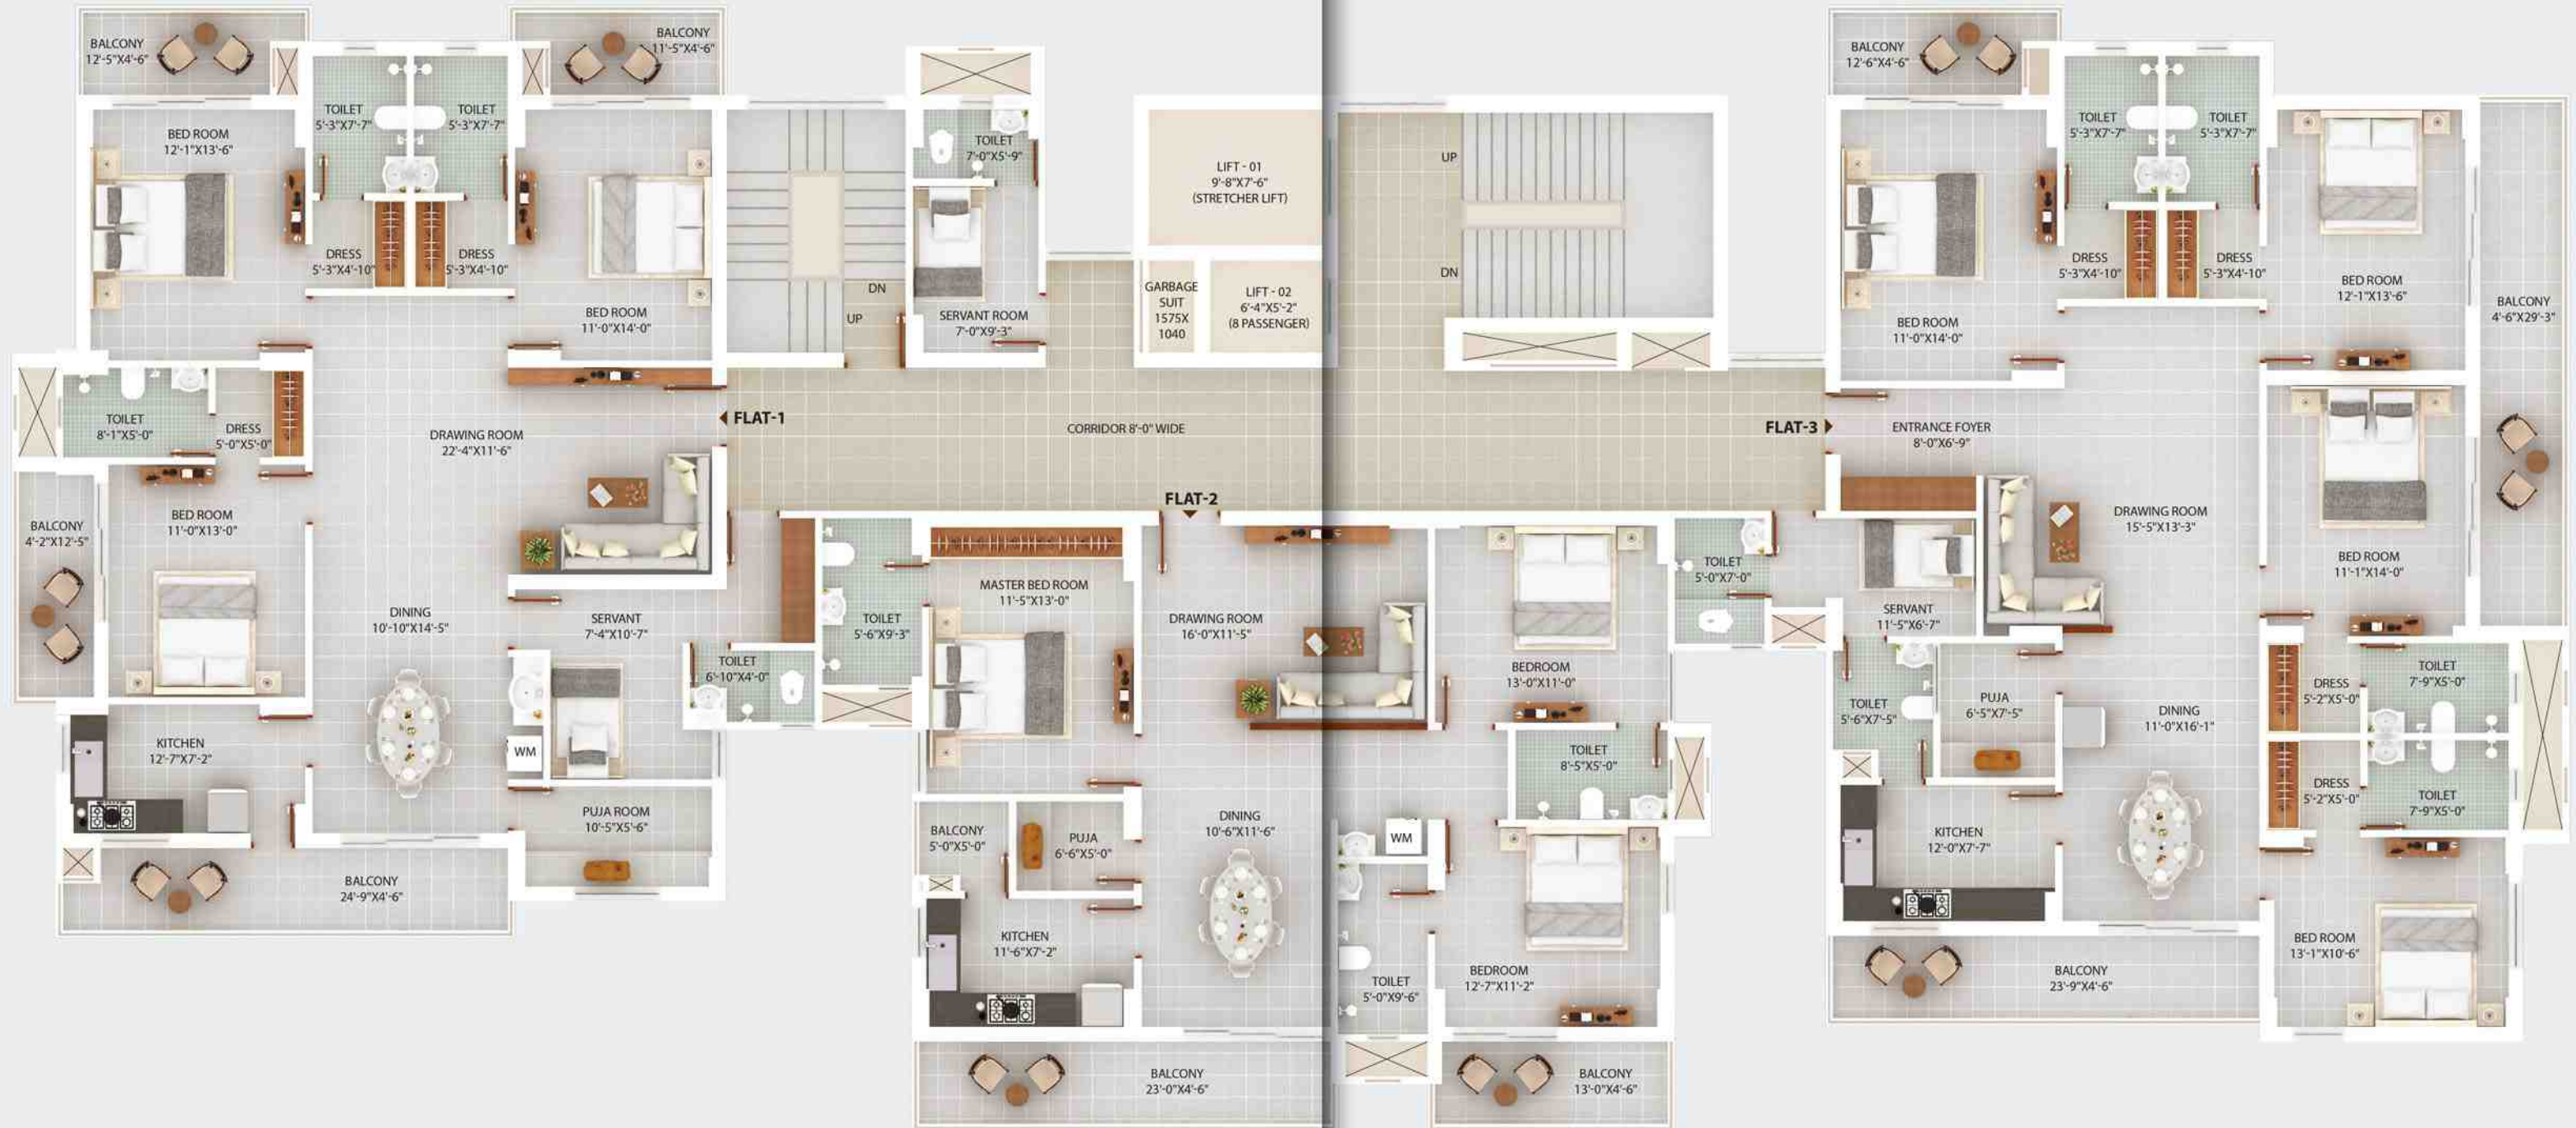 BALCONY
12'-5"X4'-6"
BALCONY
11'-5"X4'-6"
BED ROOM
12'-1"X13'-6"
TOILET
5'-3"X7'-7"
TOILET
5'-3"X7'-7"
DRESS
5'-3"X4'-10"
DRESS
5'-3"X4'-10"
BED ROOM
11'-0"X14'-0"
TOILET
8'-1"X5'-0"
DRESS
5'-0"X5'-0"
DRAWING ROOM
22'-4"X11'-6"
BED ROOM
11'-0"X13'-0"
BALCONY
4'-2"X12'-5"
DINING
10'-10"X14'-5"
SERVANT
7'-4"X10'-7"
TOILET
6'-10"X4'-0"
WM
KITCHEN
12'-7"X7'-2"
PUJA ROOM
10'-5"X5'-6"
BALCONY
24'-9"X4'-6"
DN
UP
TOILET
7'-0"X5'-9"
SERVANT ROOM
7'-0"X9'-3"
LIFT - 01
9'-8"X7'-6"
(STRETCHER LIFT)
GARBAGE
SUIT
1575X
1040
LIFT - 02
6'-4"X5'-2"
(8 PASSENGER)
UP
DN
FLAT-1
CORRIDOR 8'-0" WIDE
FLAT-2
FLAT-3
TOILET
5'-6"X9'-3"
MASTER BED ROOM
11'-5"X13'-0"
DRAWING ROOM
16'-0"X11'-5"
BEDROOM
13'-0"X11'-0"
TOILET
8'-5"X5'-0"
BALCONY
5'-0"X5'-0"
PUJA
6'-6"X5'-0"
DINING
10'-6"X11'-6"
WM
KITCHEN
11'-6"X7'-2"
TOILET
5'-0"X9'-6"
BEDROOM
12'-7"X11'-2"
BALCONY
23'-0"X4'-6"
BALCONY
13'-0"X4'-6"
BALCONY
12'-6"X4'-6"
TOILET
5'-3"X7'-7"
TOILET
5'-3"X7'-7"
DRESS
5'-3"X4'-10"
DRESS
5'-3"X4'-10"
BED ROOM
12'-1"X13'-6"
BALCONY
4'-6"X29'-3"
BED ROOM
11'-0"X14'-0"
ENTRANCE FOYER
8'-0"X6'-9"
DRAWING ROOM
15'-5"X13'-3"
BED ROOM
11'-1"X14'-0"
TOILET
5'-0"X7'-0"
SERVANT
11'-5"X6'-7"
TOILET
5'-6"X7'-5"
PUJA
6'-5"X7'-5"
DINING
11'-0"X16'-1"
DRESS
5'-2"X5'-0"
TOILET
7'-9"X5'-0"
DRESS
5'-2"X5'-0"
TOILET
7'-9"X5'-0"
KITCHEN
12'-0"X7'-7"
BED ROOM
13'-1"X10'-6"
BALCONY
23'-9"X4'-6"